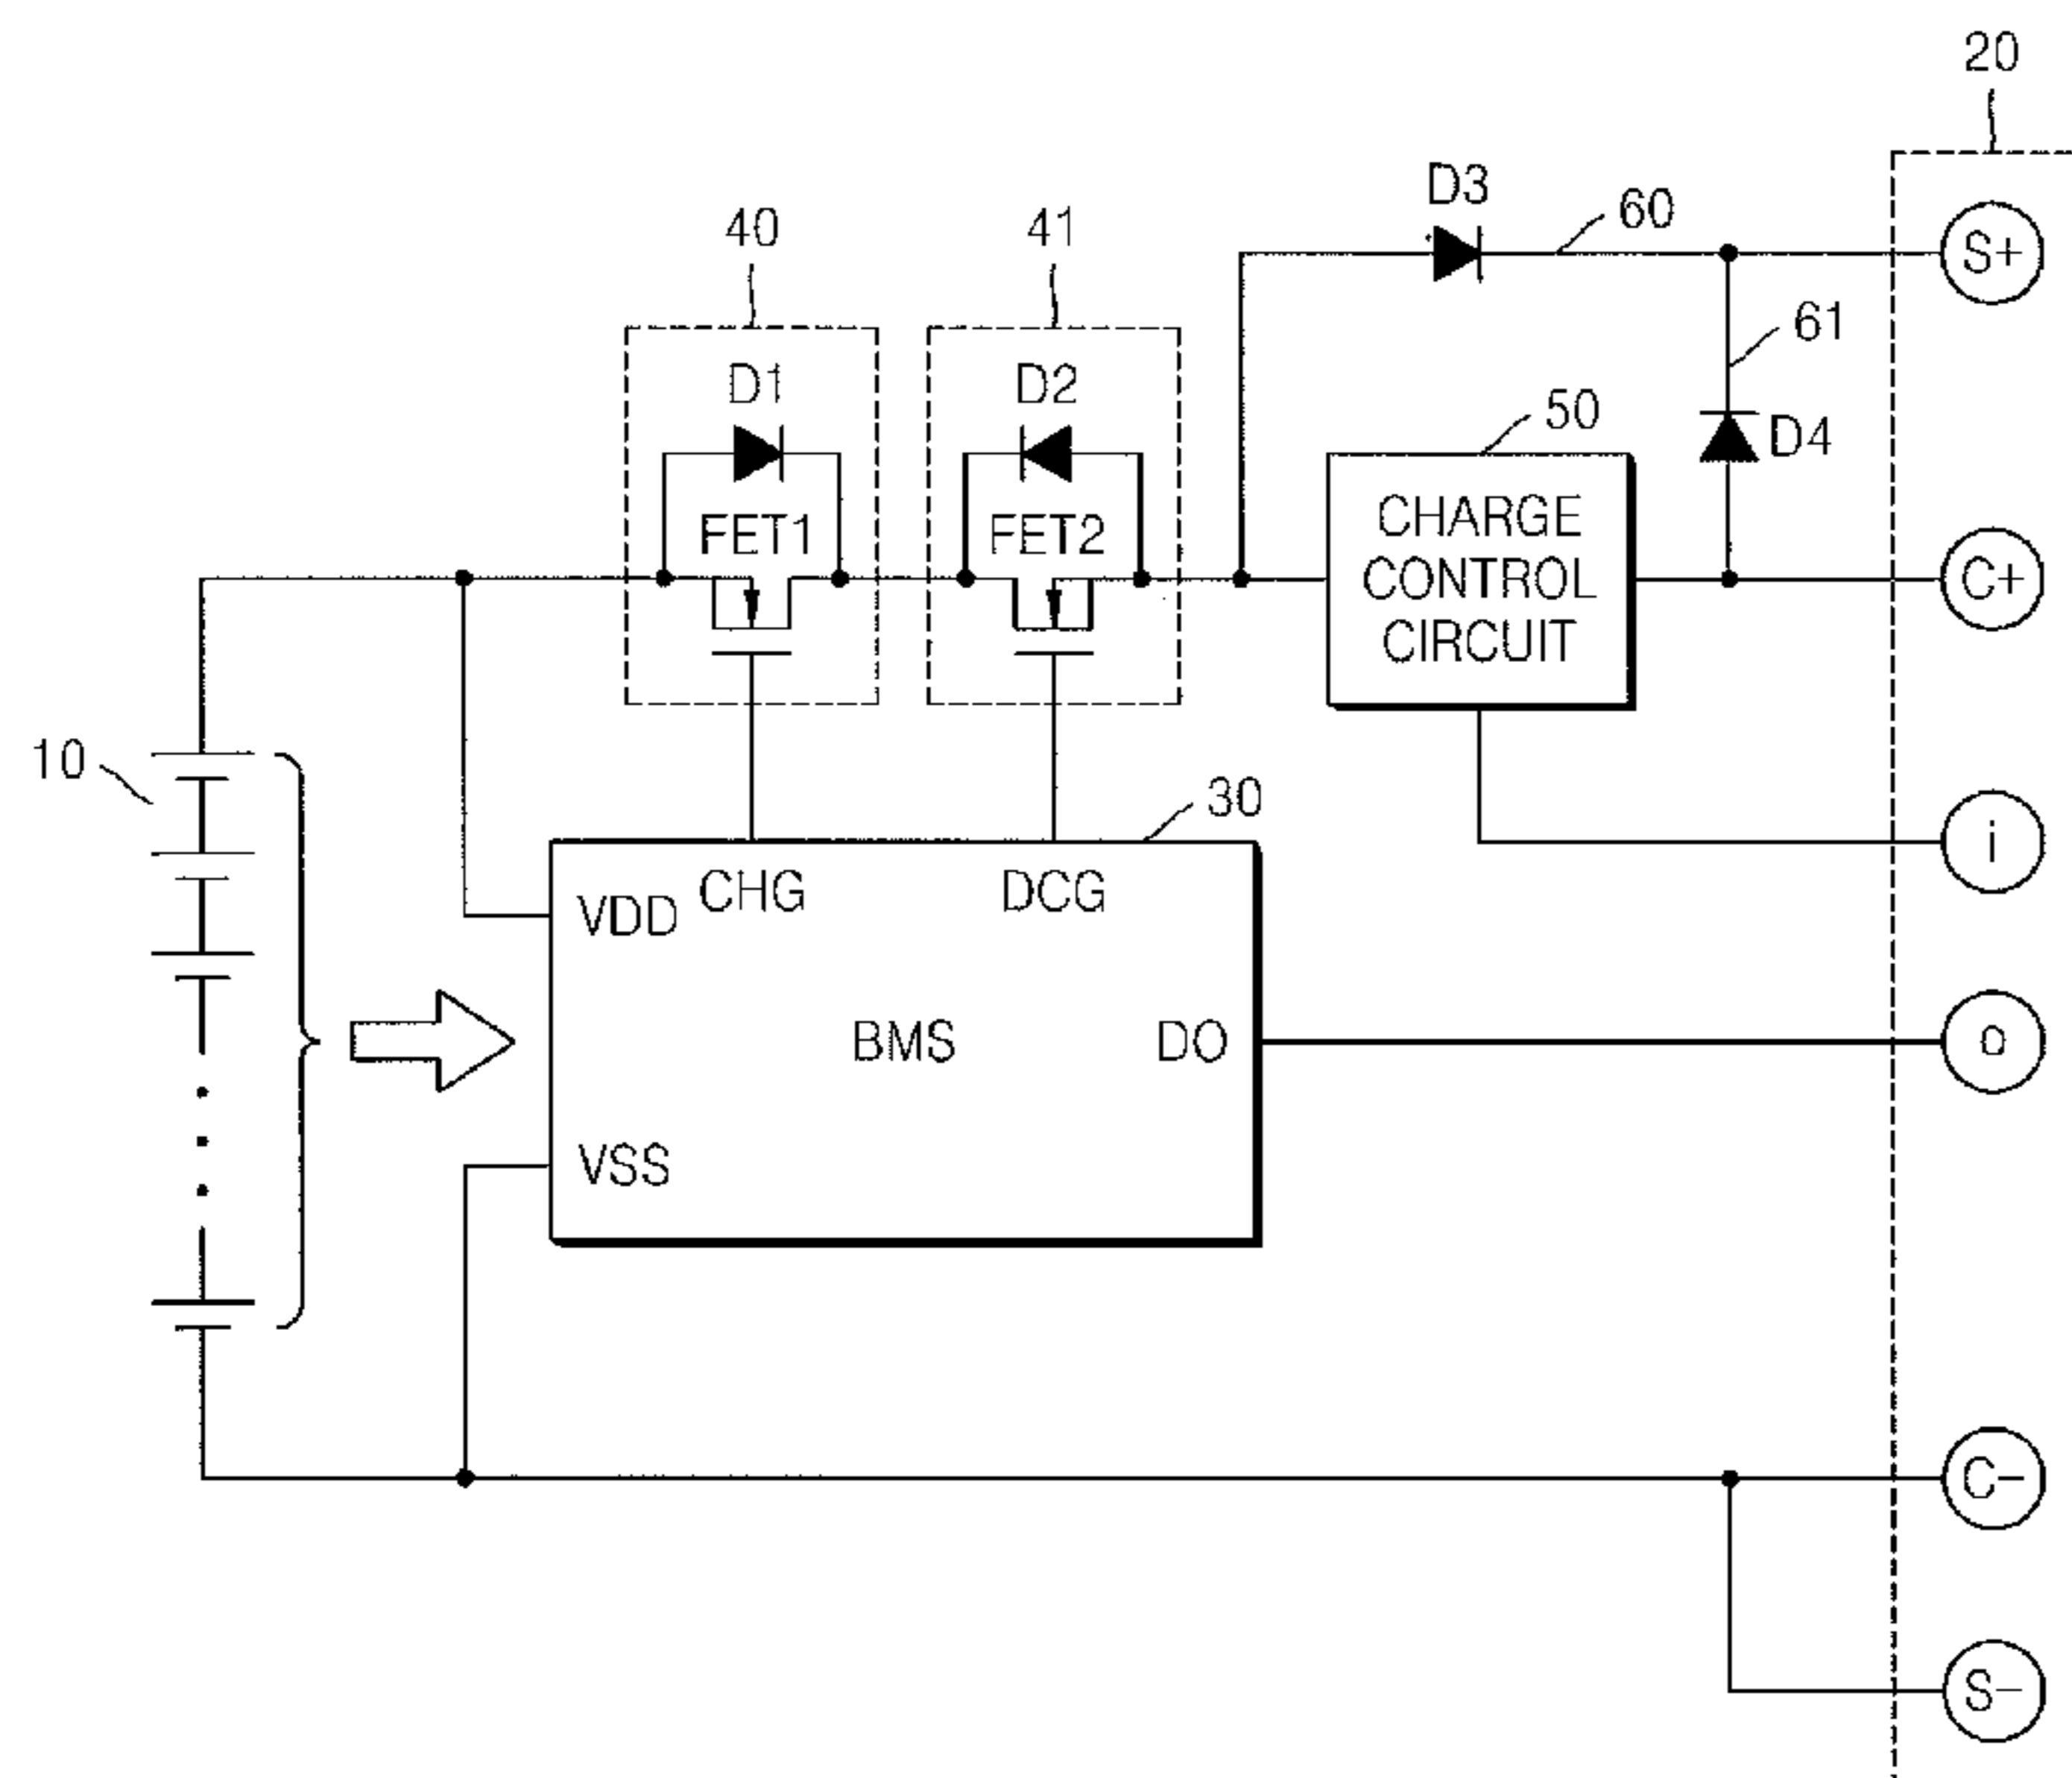 20
D3
60
S+
40
41
61
D1
D2
50
D4
FET1
FET2
CHARGE
CONTROL
CIRCUIT
C+
10
30
i
VDD
CHG
DCG
BMS
DO
o
VSS
C-
S-